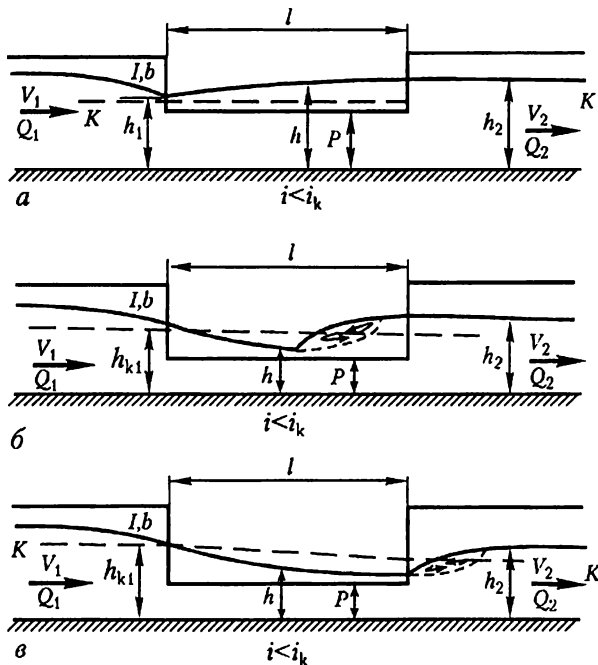 l
I,b
V₁
Q₁
K
h₁
h
P
h₂
V₂
Q₂
K
i<iₖ
а
l
I,b
V₁
Q₁
hₖ₁
h
P
h₂
V₂
Q₂
i<iₖ
б
l
I,b
K
V₁
Q₁
hₖ₁
h
P
h₂
V₂
Q₂
K
i<iₖ
в